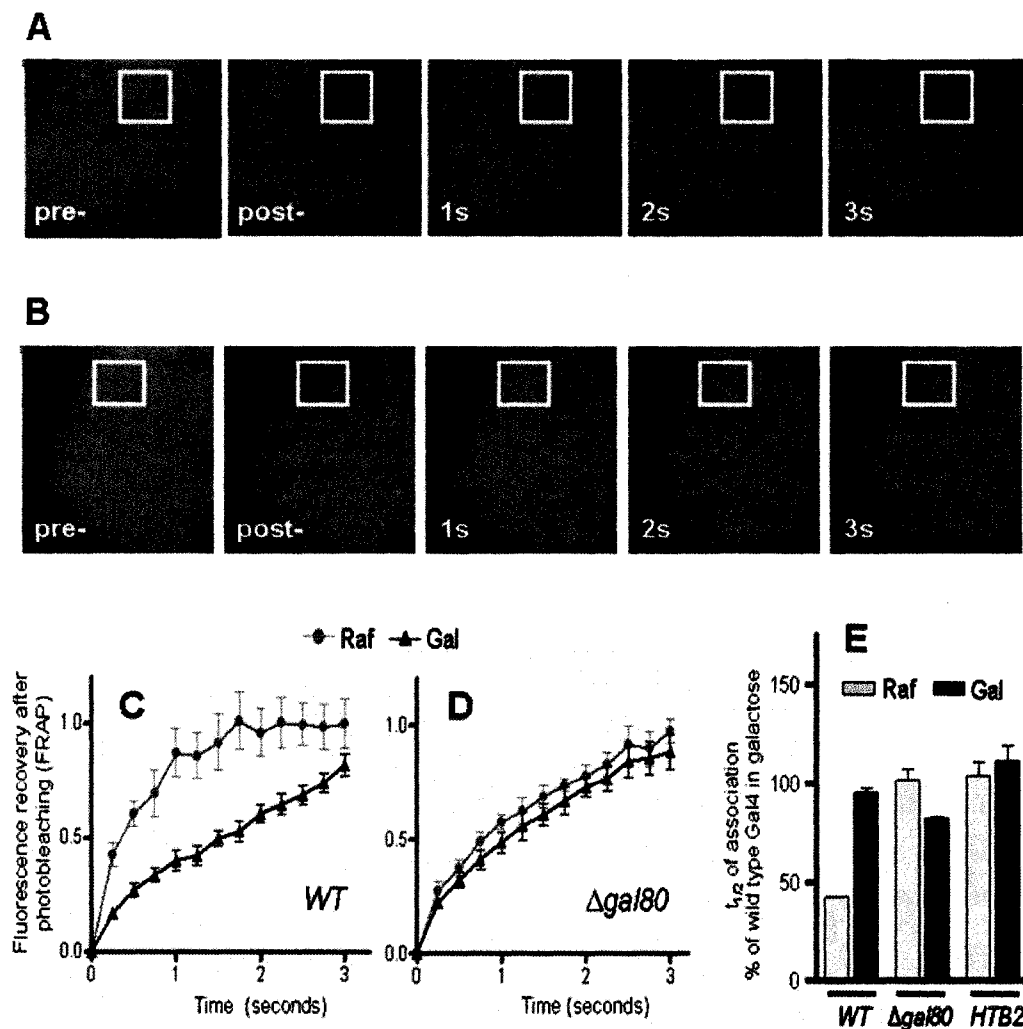 A
pre- post- 1s 2s 3s
B
pre- post- 1s 2s 3s
Raf Gal
Fluorescence recovery after
photobleaching (FRAP)
C
1.0
0.5
0.0
WT
0 1 2 3
Time (seconds)
D
1.0
0.5
0.0
Δgal80
0 1 2 3
Time (seconds)
E
Raf Gal
t1/2 of association
% of wild type Gal4 in galactose
150
100
50
0
WT Δgal80 HTB2